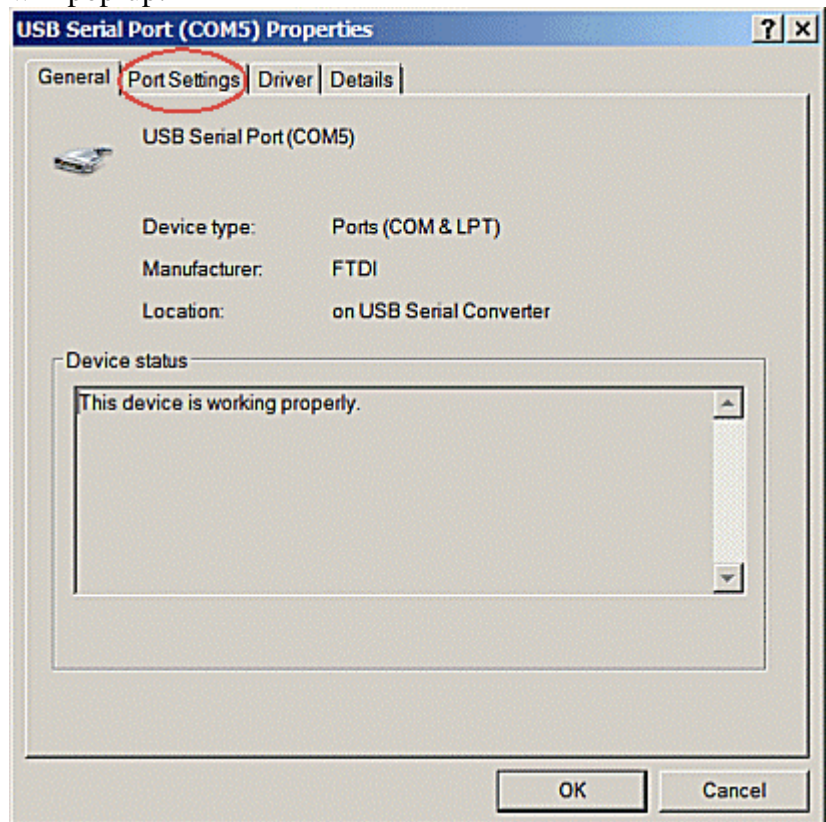 USB Serial Port (COM5) Properties
General Port Settings Driver Details
USB Serial Port (COM5)
Device type: Ports (COM & LPT)
Manufacturer: FTDI
Location: on USB Serial Converter
Device status
This device is working properly.
OK Cancel